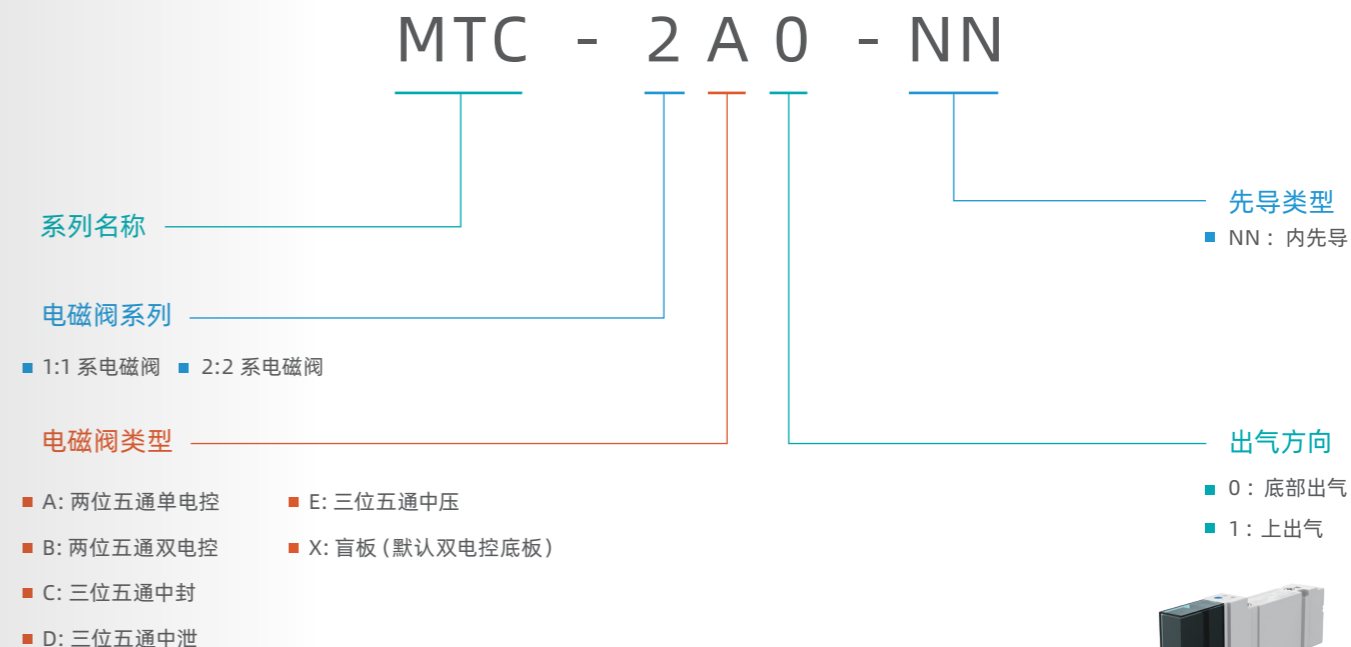 MTC - 2 A 0 - NN
系列名称
先导类型
NN : 内先导
电磁阀系列
1:1 系电磁阀 2:2 系电磁阀
电磁阀类型
出气方向
A: 两位五通单电控 E: 三位五通中压
0 : 底部出气
B: 两位五通双电控 X: 盲板 (默认双电控底板)
1 : 上出气
C: 三位五通中封
D: 三位五通中泄